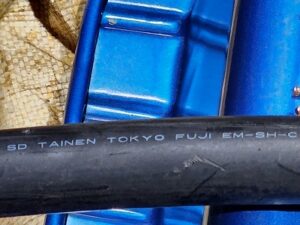 SD TAINEN TOKYO FUJI EM-SH-C